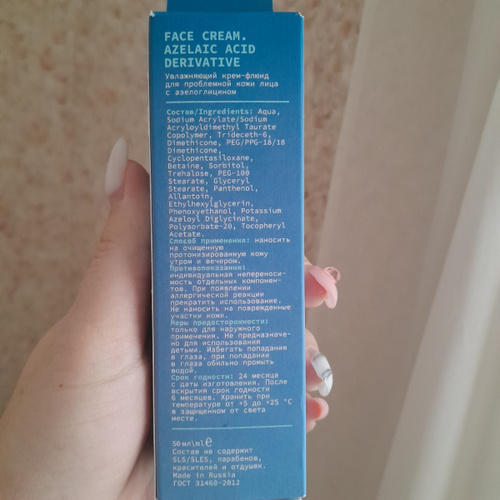 FACE CREAM.
AZELAIC ACID
DERIVATIVE
Увлажняющий крем-флюид
для проблемной кожи лица
с азелоглицином
Состав/Ingredients: Aqua,
Sodium Acrylate/Sodium
Acryloyldimethyl Taurate
Copolymer, Trideceth-6,
Dimethicone, PEG/PPG-18/18
Dimethicone,
Cyclopentasiloxane,
Betaine, Sorbitol,
Trehalose, PEG-100
Stearate, Glyceryl
Stearate, Panthenol,
Allantoin,
Ethylhexylglycerin,
Phenoxyethanol, Potassium
Azeloyl Diglycinate,
Polysorbate-20, Tocopheryl
Acetate.
Способ применения: наносить
на очищенную
протонизированную кожу
утром и вечером.
Противопоказания:
индивидуальная непереноси-
мость отдельных компонен-
тов. При появлении
аллергической реакции
прекратить использование.
Не наносить на поврежденные
участки кожи.
Меры предосторожности:
только для наружного
применения. Не предназначе-
но для использования
детьми. Избегать попадания
в глаза, при попадании
в глаза обильно промыть
водой.
Срок годности: 24 месяца
с даты изготовления. После
вскрытия срок годности
6 месяцев. Хранить при
температуре от +5 до +25 °C
в защищенном от света
месте.
50 мл\ml ℮
Состав не содержит
SLS/SLES, парабенов,
красителей и отдушек.
Made in Russia
ГОСТ 31460-2012